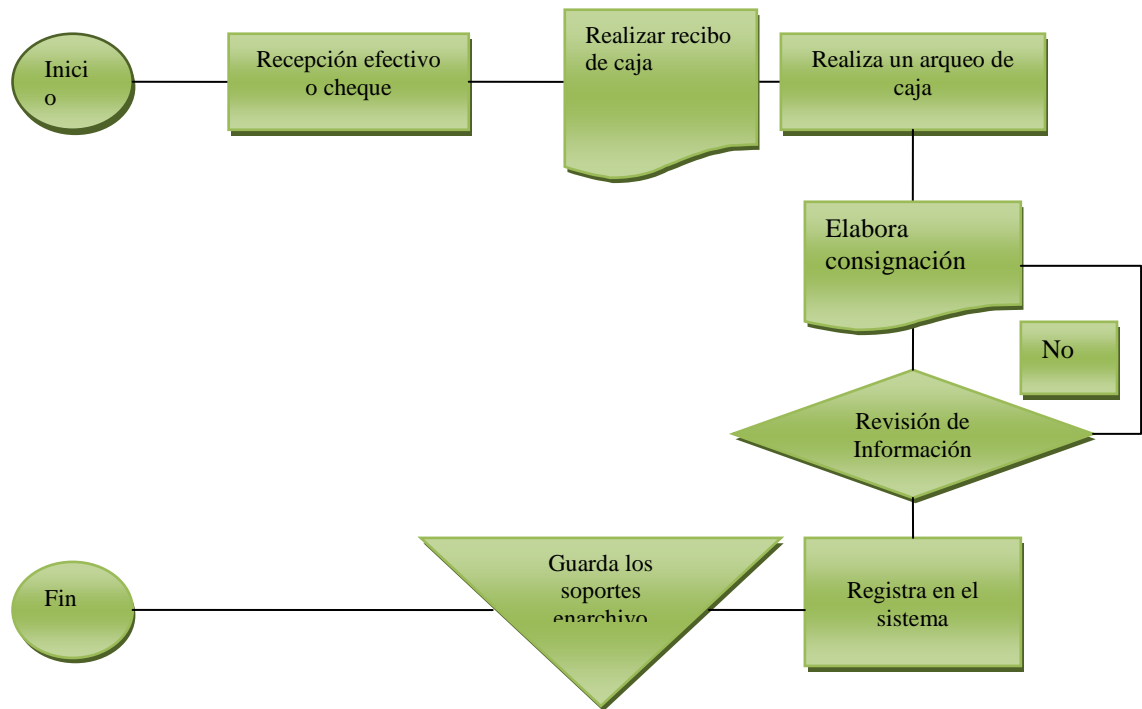 Inici
o
Recepción efectivo
o cheque
Realizar recibo
de caja
Realiza un arqueo de
caja
Elabora
consignación
No
Revisión de
Información
Registra en el
sistema
Guarda los
soportes
enarchivo
Fin